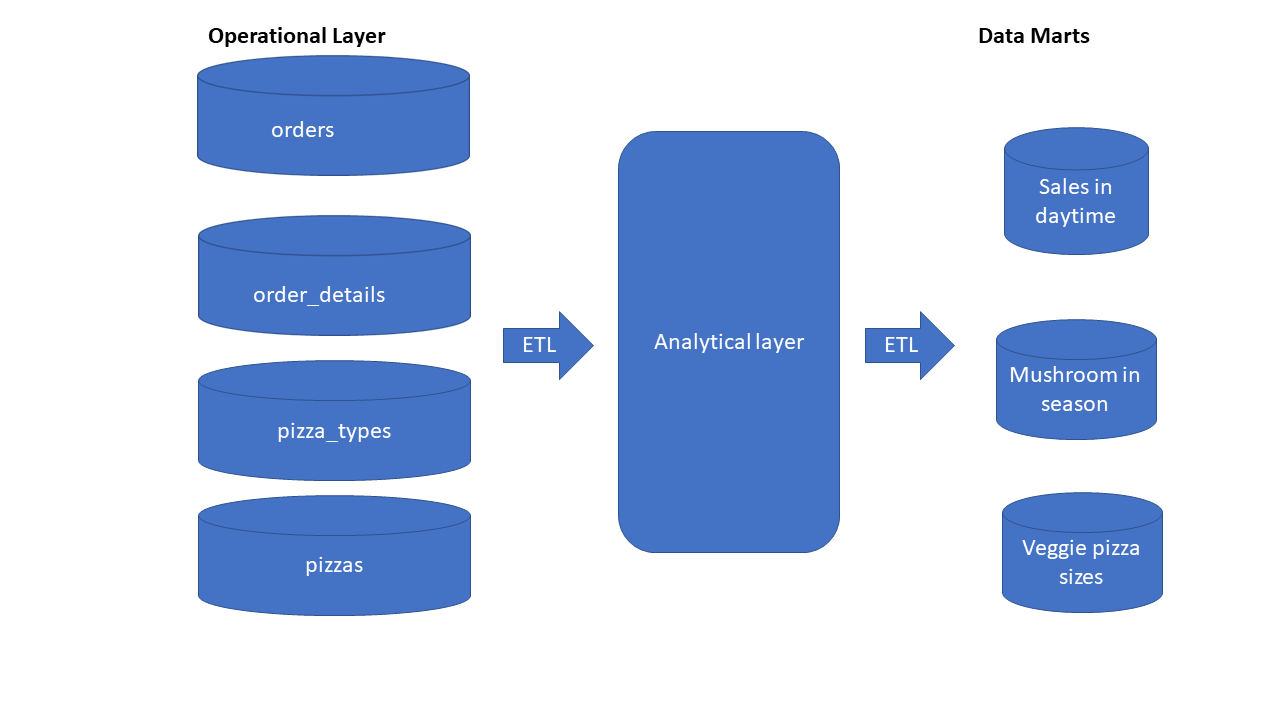 Operational Layer
Data Marts
orders
order_details
pizza_types
pizzas
ETL
Analytical layer
ETL
Sales in
daytime
Mushroom in
season
Veggie pizza
sizes